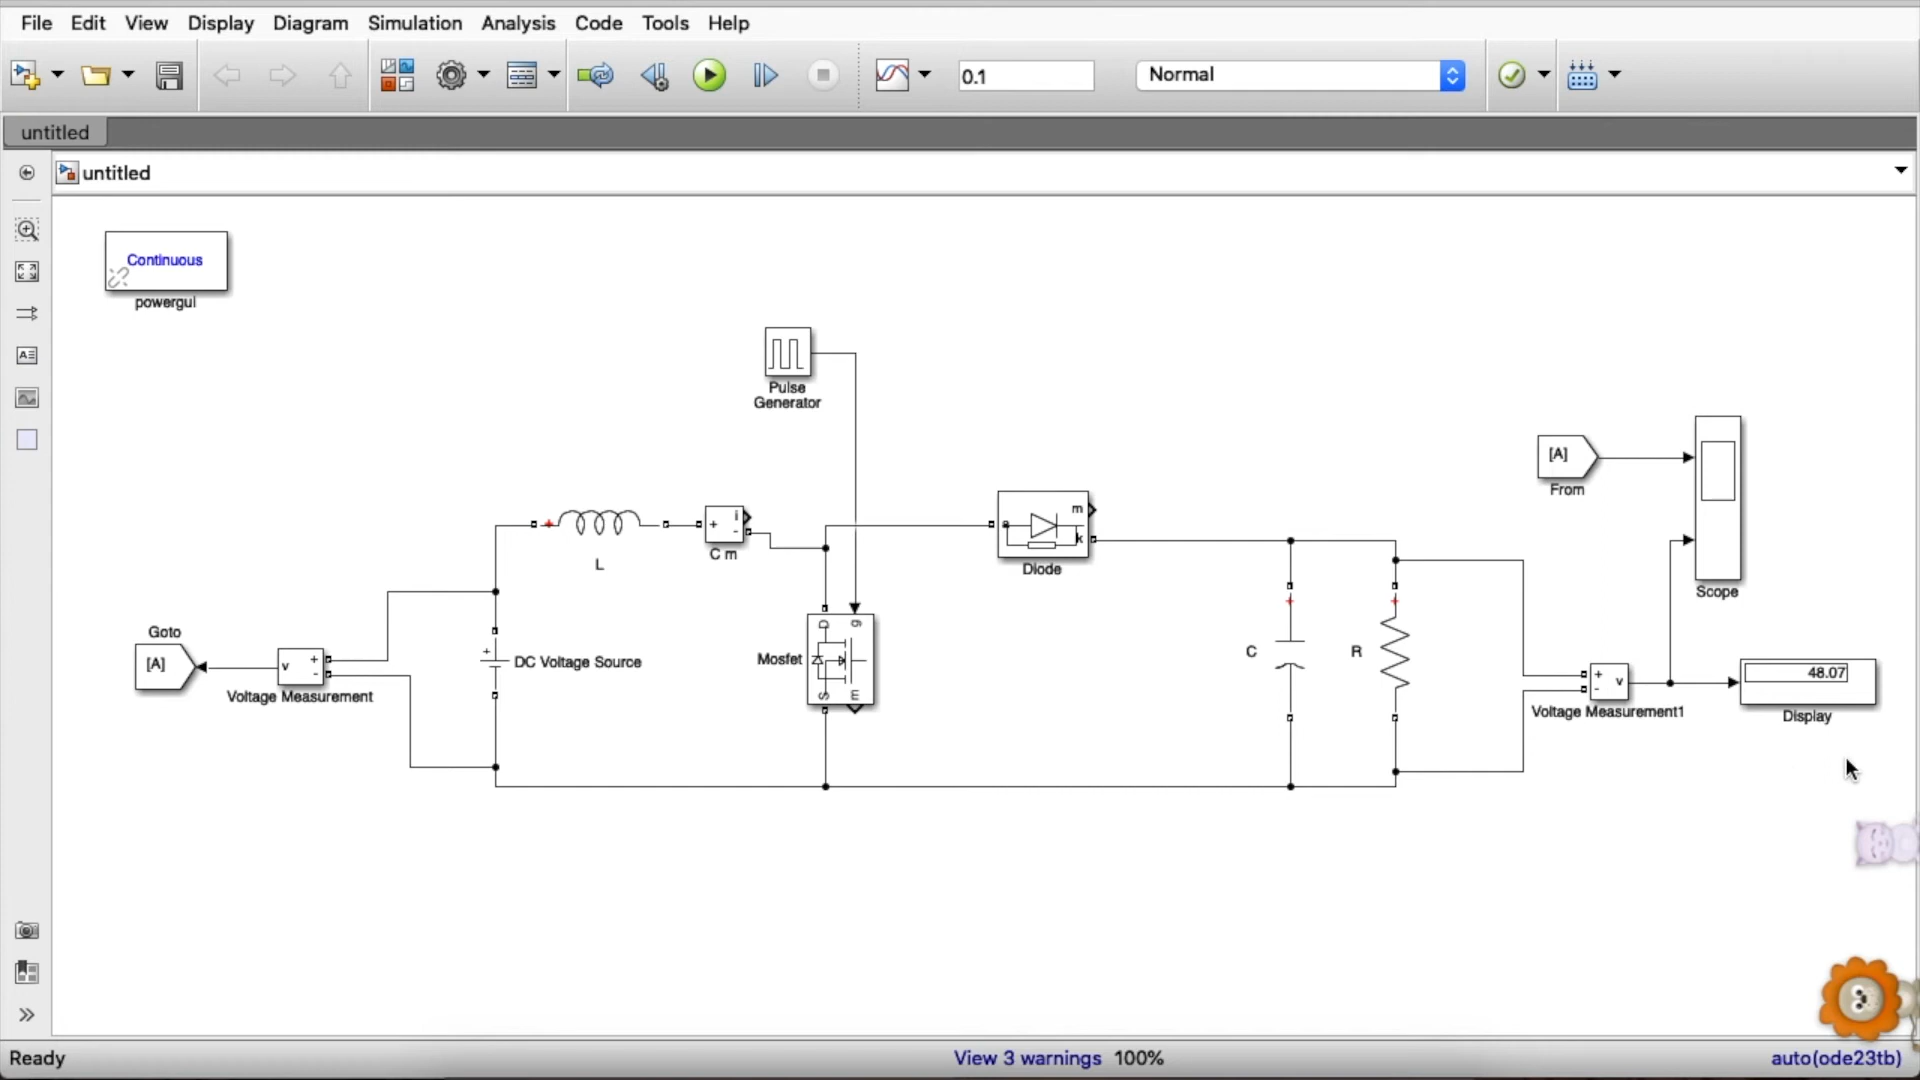 File Edit View Display Diagram Simulation Analysis Code Tools Help
0.1
Normal
untitled
untitled
Continuous
powergui
Pulse
Generator
[A]
From
Scope
i
+
-
C m
L
m
a
k
Diode
Goto
[A]
v
+
-
Voltage Measurement
+
DC Voltage Source
Mosfet
D
g
S
m
C
R
+
-
v
Voltage Measurement1
48.07
Display
Ready
View 3 warnings 100%
auto(ode23tb)